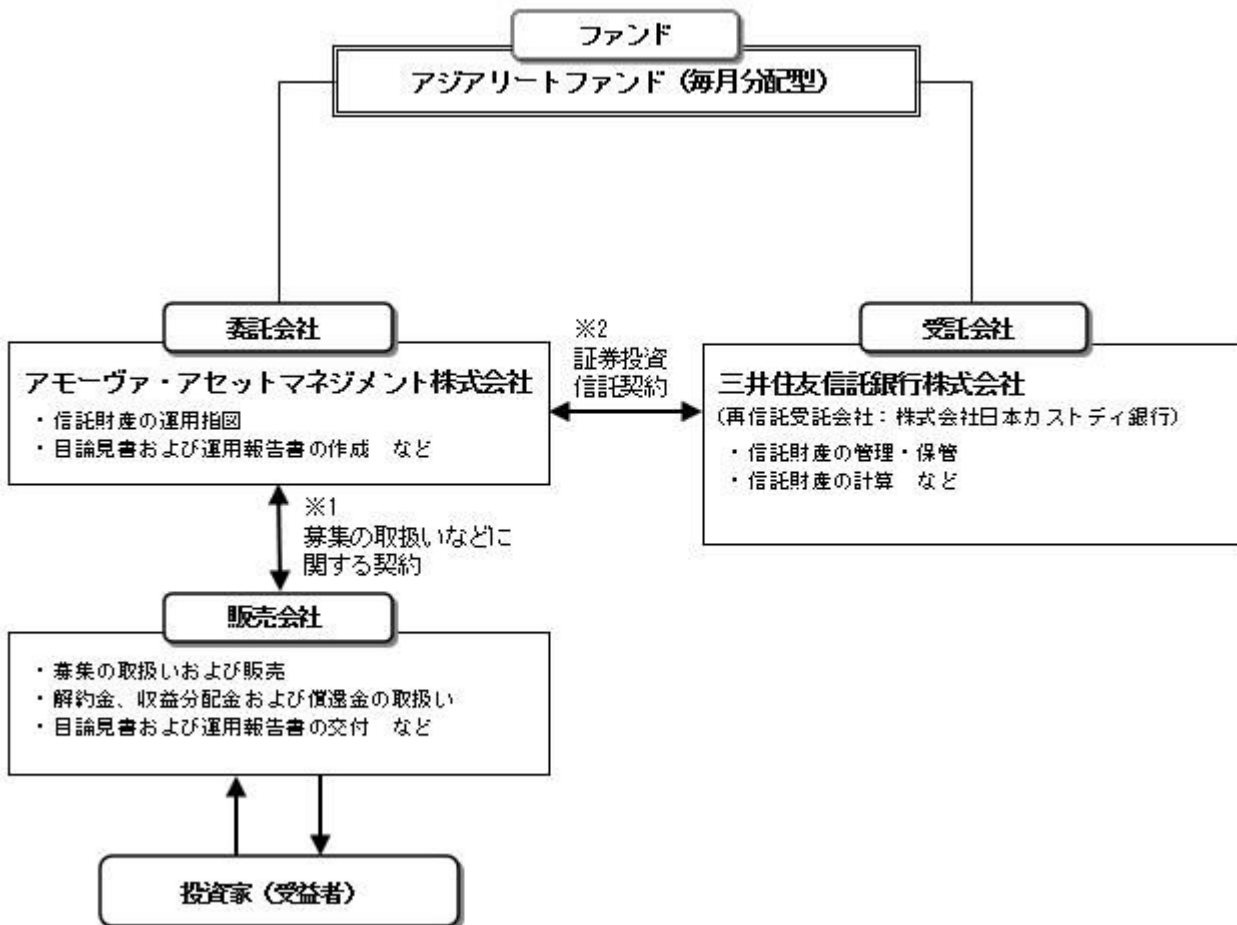 ファンド
アジアリートファンド（毎月分配型）
委託会社
アモーヴァ・アセットマネジメント株式会社
・信託財産の運用指図
・目論見書および運用報告書の作成　など
※2
証券投資
信託契約
受託会社
三井住友信託銀行株式会社
（再信託受託会社：株式会社日本カストディ銀行）
・信託財産の管理・保管
・信託財産の計算　など
※1
募集の取扱いなどに
関する契約
販売会社
・募集の取扱いおよび販売
・解約金、収益分配金および償還金の取扱い
・目論見書および運用報告書の交付　など
投資家（受益者）